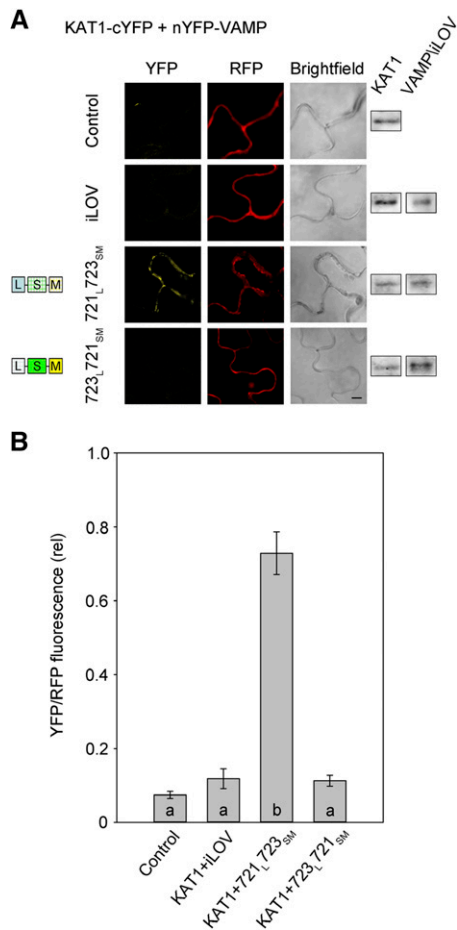 A
KAT1-cYFP + nYFP-VAMP
YFP RFP Brightfield KAT1 VAMP\iLOV
Control
iLOV
L S M 721L723SM
L S M 723L721SM
B
YFP/RFP fluorescence (rel)
1.0
0.8
0.6
0.4
0.2
0
a a b a
Control KAT1+iLOV KAT1+721L723SM KAT1+723L721SM